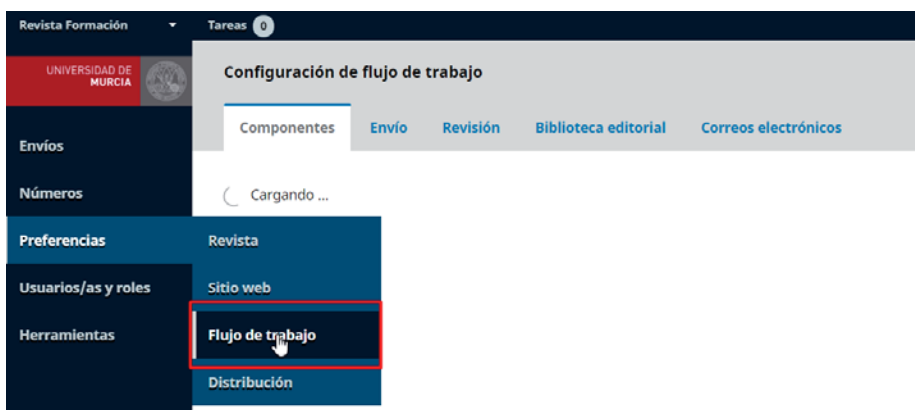 Revista Formación
Tareas 0
UNIVERSIDAD DE
MURCIA
Configuración de flujo de trabajo
Componentes Envío Revisión Biblioteca editorial Correos electrónicos
Cargando ...
Envíos
Números
Preferencias
Usuarios/as y roles
Herramientas
Revista
Sitio web
Flujo de trabajo
Distribución